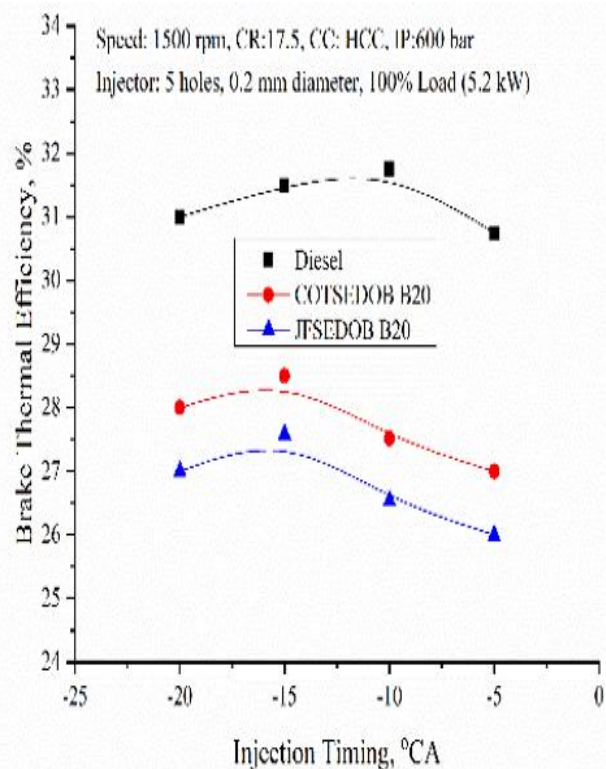 Speed: 1500 rpm, CR:17.5, CC: HCC, IP:600 bar
Injector: 5 holes, 0.2 mm diameter, 100% Load (5.2 kW)
Brake Thermal Efficiency, %
34
33
32
31
30
29
28
27
26
25
24
Diesel
COTSEDOB B20
JFSEDOB B20
-25 -20 -15 -10 -5 0
Injection Timing, °CA